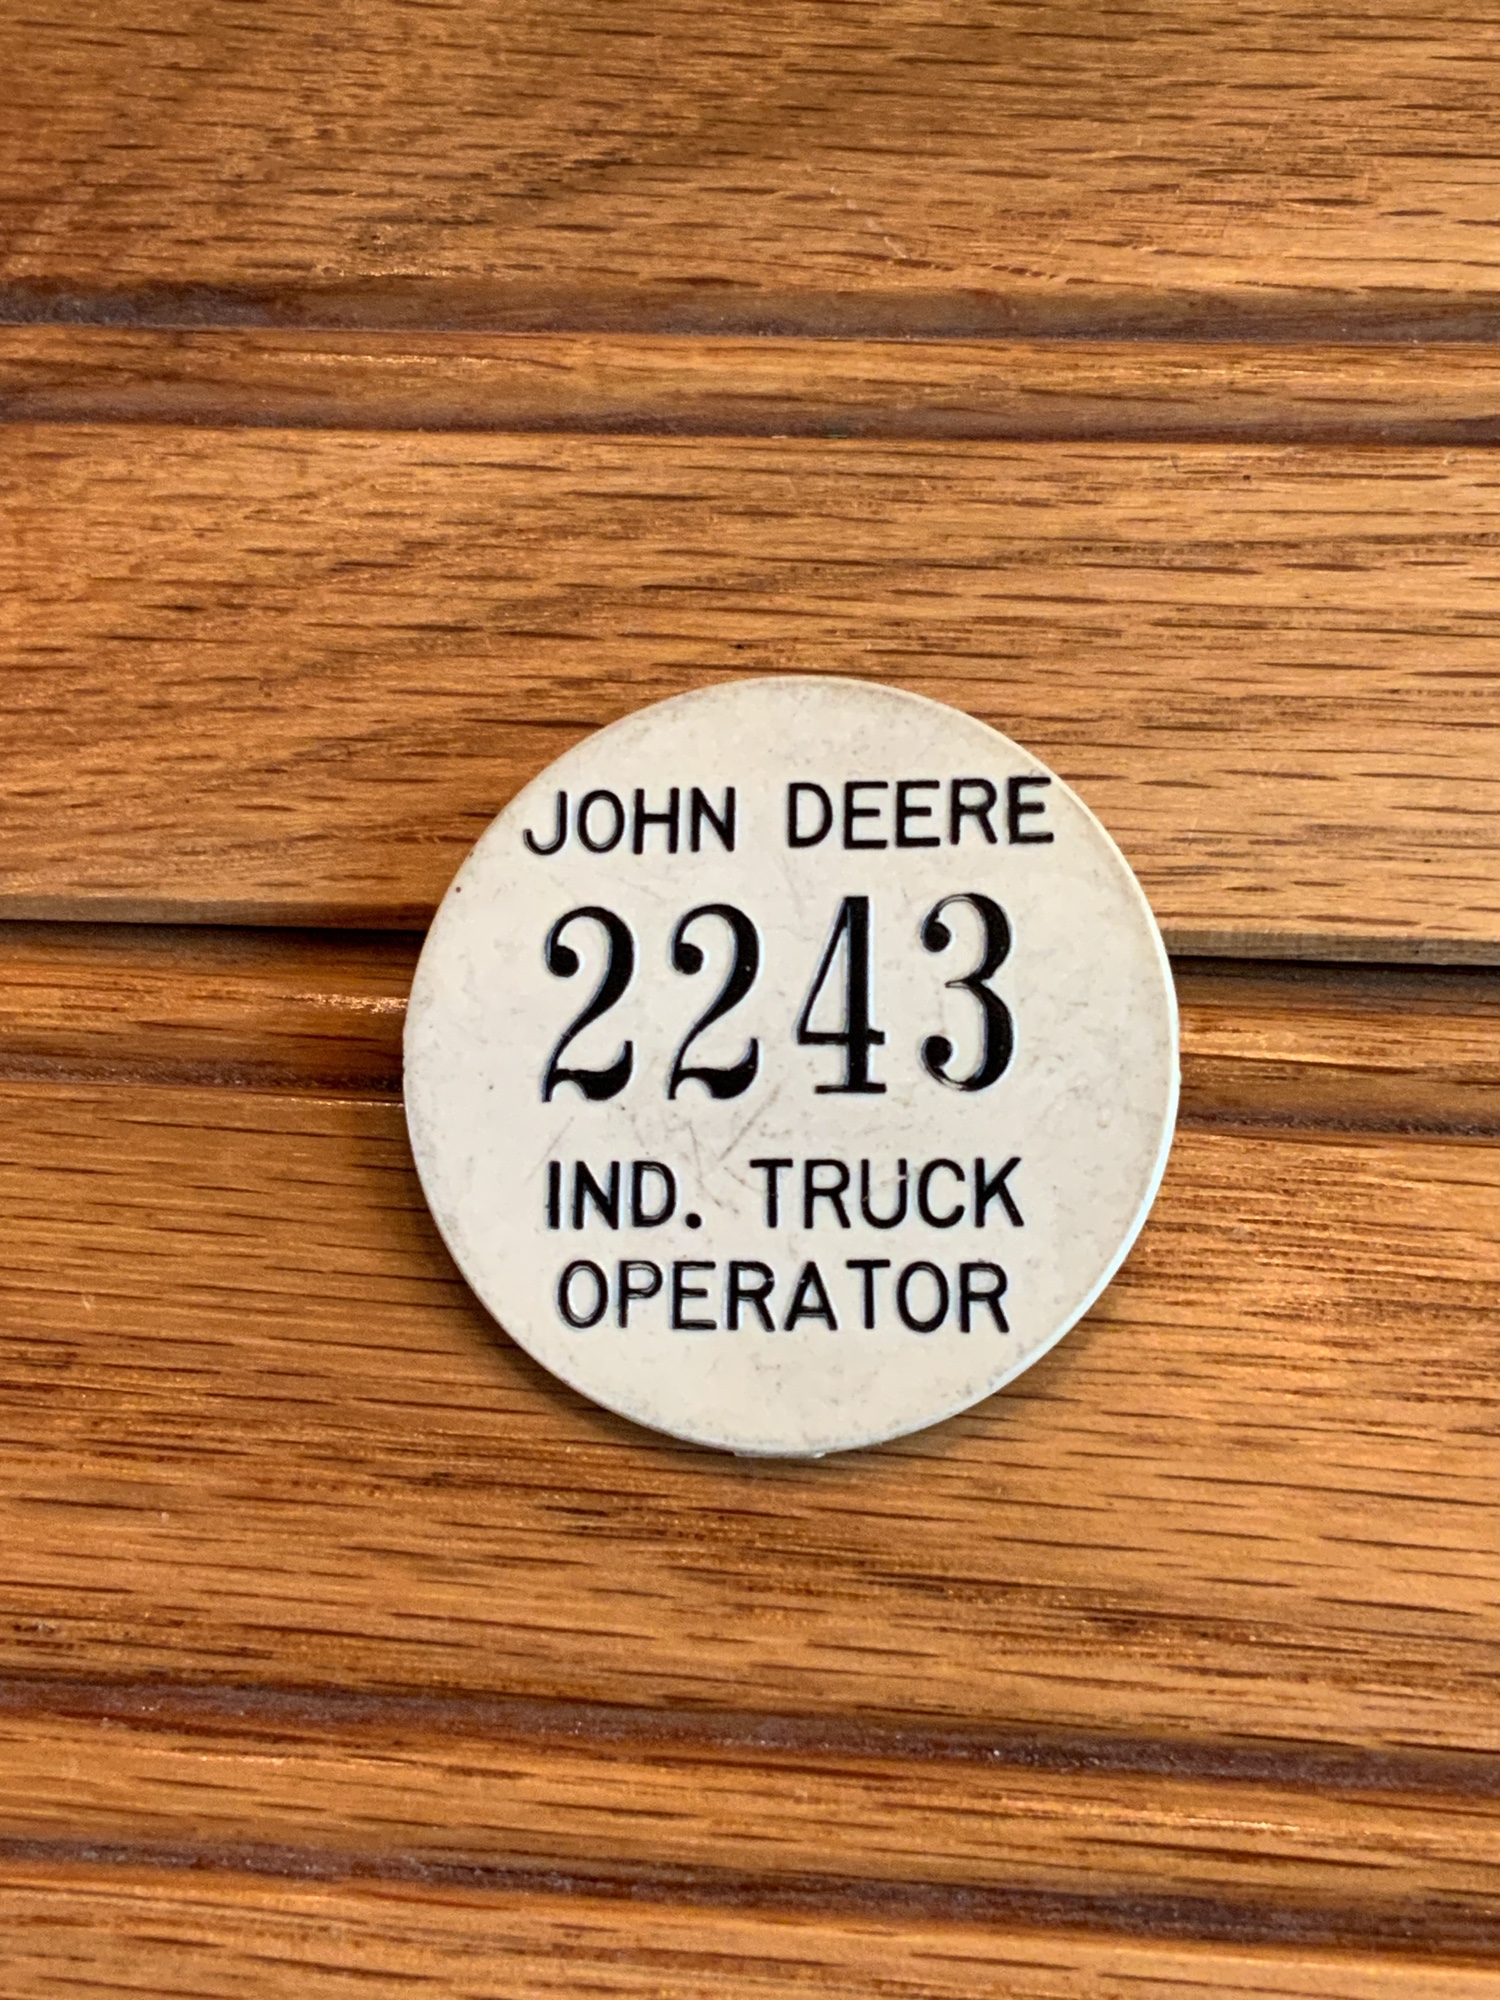 JOHN DEERE
2243
IND. TRUCK
OPERATOR